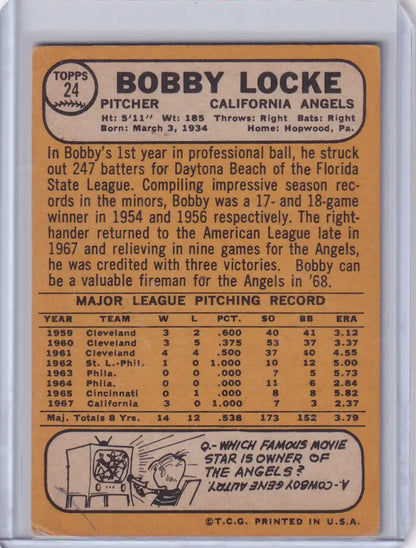 TOPPS
24
BOBBY LOCKE
PITCHER CALIFORNIA ANGELS
Ht: 5'11" Wt: 185 Throws: Right Bats: Right
Born: March 3, 1934 Home: Hopwood, Pa.
In Bobby's 1st year in professional ball, he struck
out 247 batters for Daytona Beach of the Florida
State League. Compiling impressive season rec-
ords in the minors, Bobby was a 17- and 18-game
winner in 1954 and 1956 respectively. The right-
hander returned to the American League late in
1967 and relieving in nine games for the Angels,
he was credited with three victories. Bobby can
be a valuable fireman for the Angels in '68.
MAJOR LEAGUE PITCHING RECORD
YEAR TEAM W L PCT. SO BB ERA
1959 Cleveland 3 2 .600 40 41 3.12
1960 Cleveland 3 5 .375 53 37 3.37
1961 Cleveland 4 4 .500 37 40 4.55
1962 St. L.-Phil. 1 0 1.000 10 12 5.00
1963 Phila. 0 0 .000 7 5 5.73
1964 Phila. 0 0 .000 11 6 2.84
1965 Cincinnati 0 1 .000 8 8 5.82
1967 California 3 0 1.000 7 3 2.37
Maj. Totals 8 Yrs. 14 12 .538 173 152 3.79
Q.-WHICH FAMOUS MOVIE
STAR IS OWNER OF
THE ANGELS?
A.-COWBOY GENE AUTRY.
©T.C.G. PRINTED IN U.S.A.